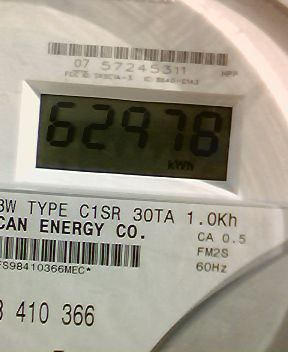 07 57245311 HPP
62978
kWh
3W TYPE C1SR 30TA 1.0Kh
CAN ENERGY CO. CA 0.5
FM2S
FS98410366MEC* 60Hz
410 366